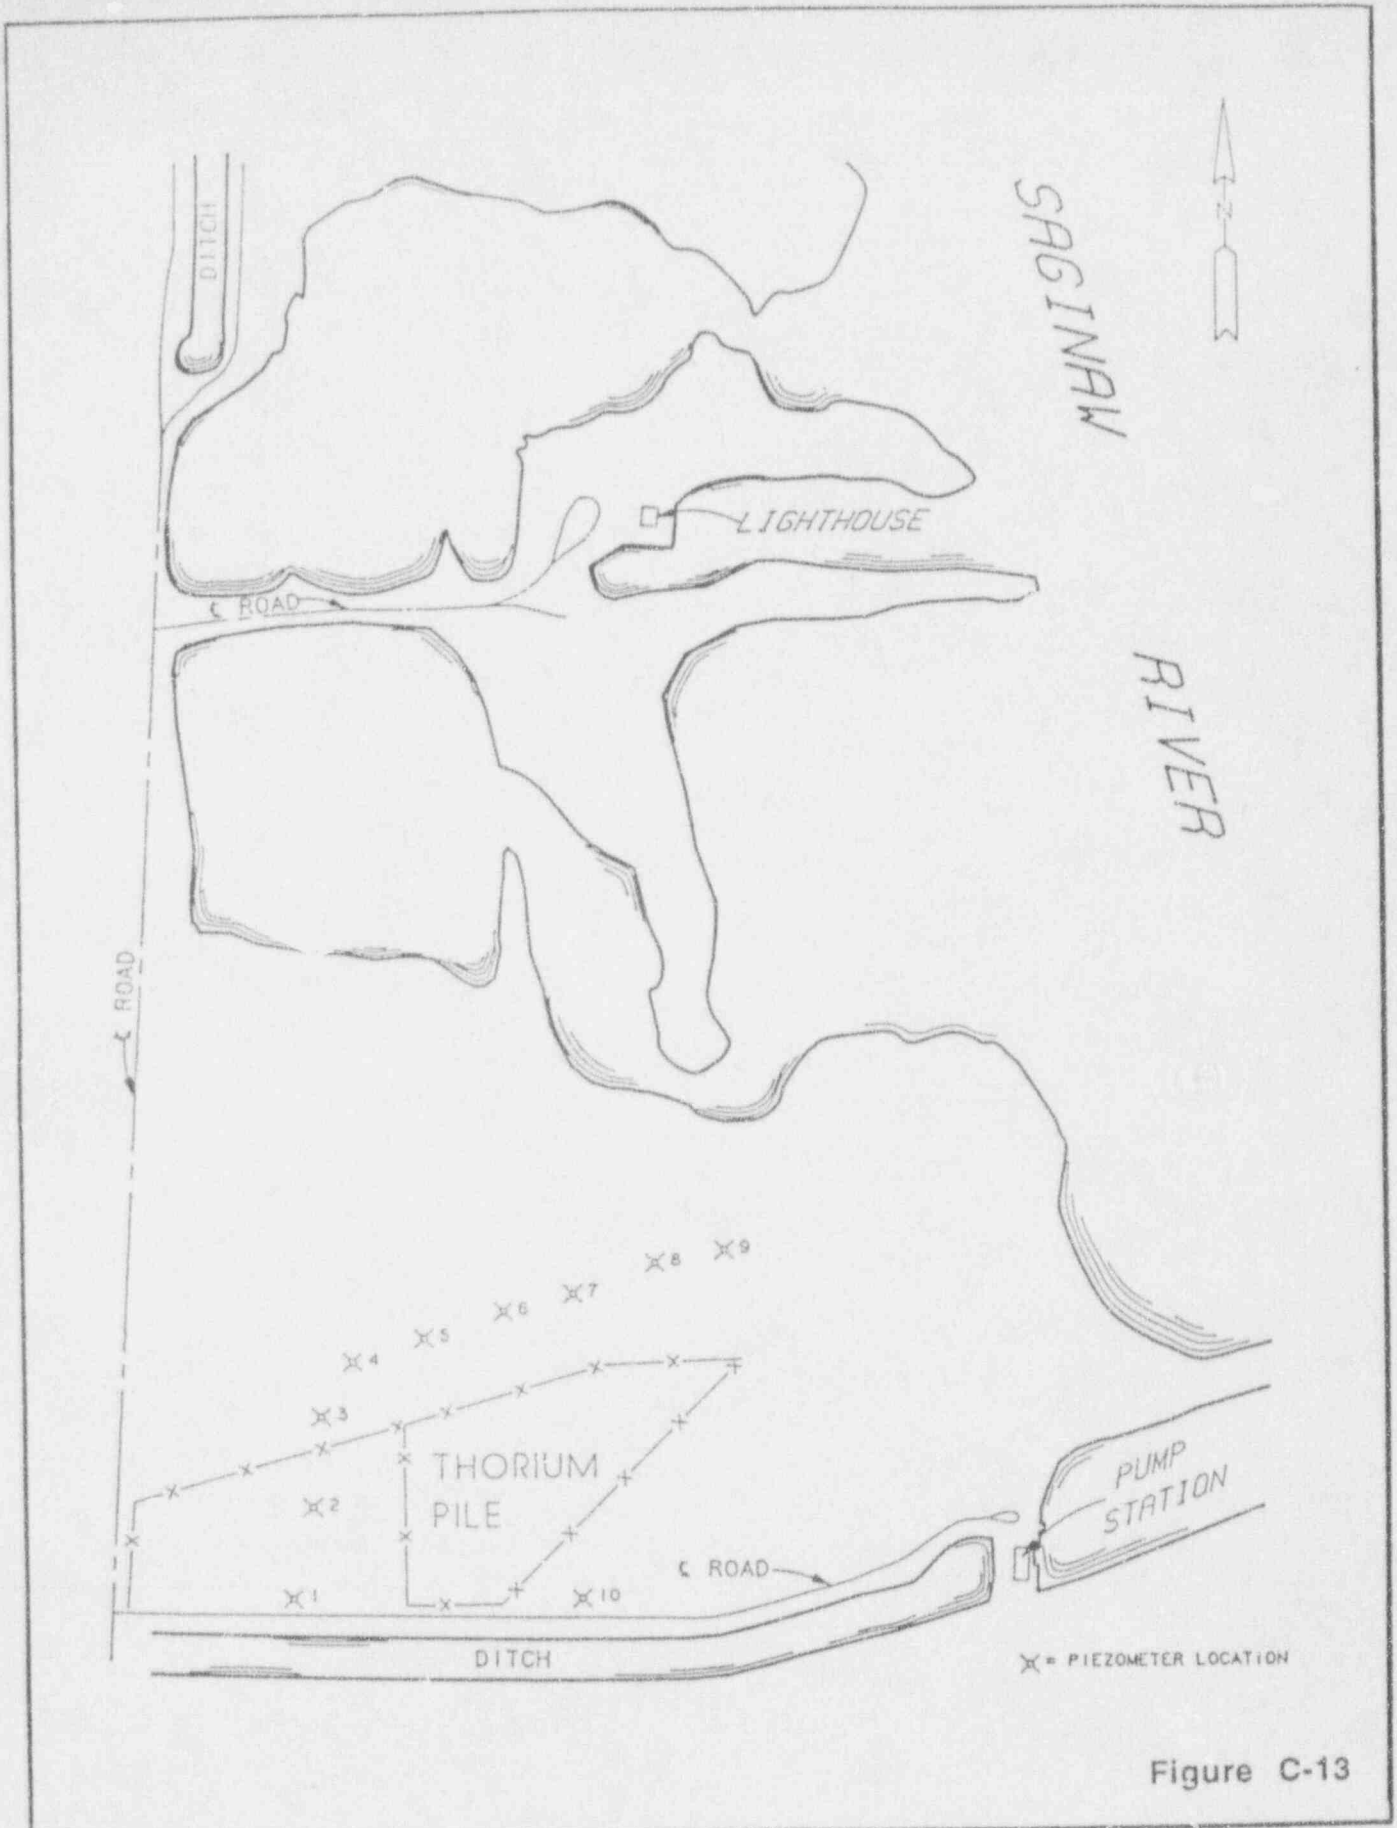 DITCH
N
SAGINAW
LIGHTHOUSE
℄ ROAD
RIVER
℄ ROAD
9
8
7
6
5
4
3
THORIUM
PILE
2
PUMP
STATION
℄ ROAD
1
10
DITCH
= PIEZOMETER LOCATION
Figure C-13